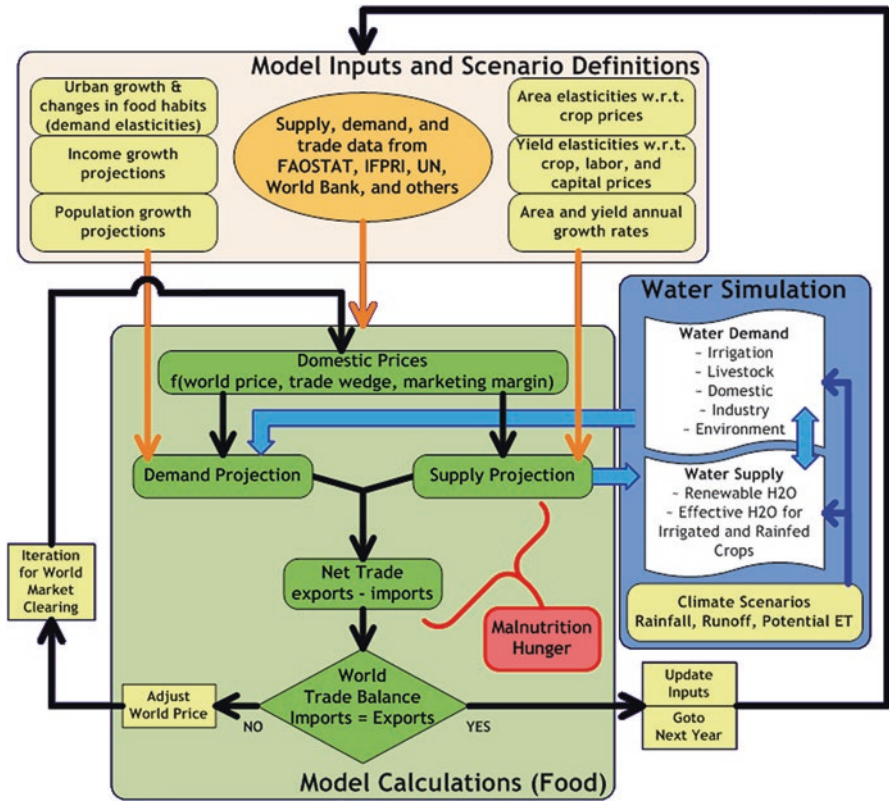 Model Inputs and Scenario Definitions
Urban growth &
changes in food habits
(demand elasticities)
Income growth
projections
Population growth
projections
Supply, demand, and
trade data from
FAOSTAT, IFPRI, UN,
World Bank, and others
Area elasticities w.r.t.
crop prices
Yield elasticities w.r.t.
crop, labor, and
capital prices
Area and yield annual
growth rates
Water Simulation
Water Demand
~ Irrigation
~ Livestock
~ Domestic
~ Industry
~ Environment
Water Supply
~ Renewable H2O
~ Effective H2O for
Irrigated and Rainfed
Crops
Climate Scenarios
Rainfall, Runoff, Potential ET
Domestic Prices
f(world price, trade wedge, marketing margin)
Demand Projection
Supply Projection
Net Trade
exports - imports
Malnutrition
Hunger
World
Trade Balance
Imports = Exports
NO
YES
Iteration
for World
Market
Clearing
Adjust
World Price
Update
Inputs
Goto
Next Year
Model Calculations (Food)